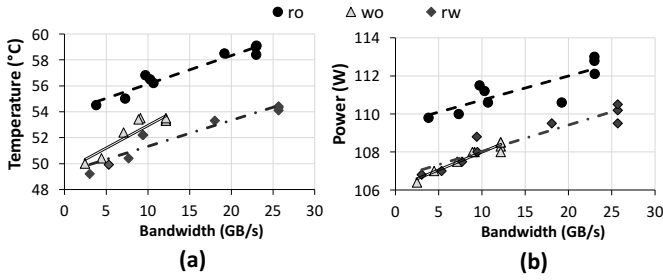 ro wo rw
60
58
56
54
52
50
48
Temperature (°C)
0 5 10 15 20 25 30
Bandwidth (GB/s)
(a)
114
112
110
108
106
Power (W)
0 5 10 15 20 25 30
Bandwidth (GB/s)
(b)